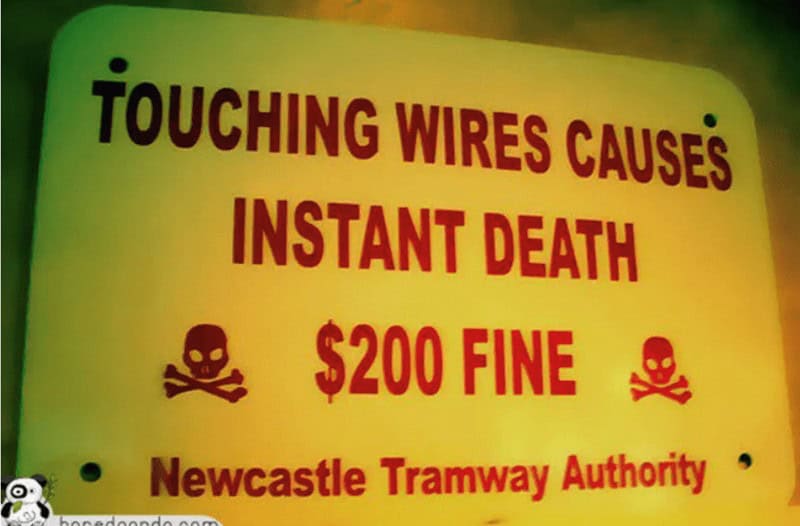 TOUCHING WIRES CAUSES
INSTANT DEATH
$200 FINE
Newcastle Tramway Authority